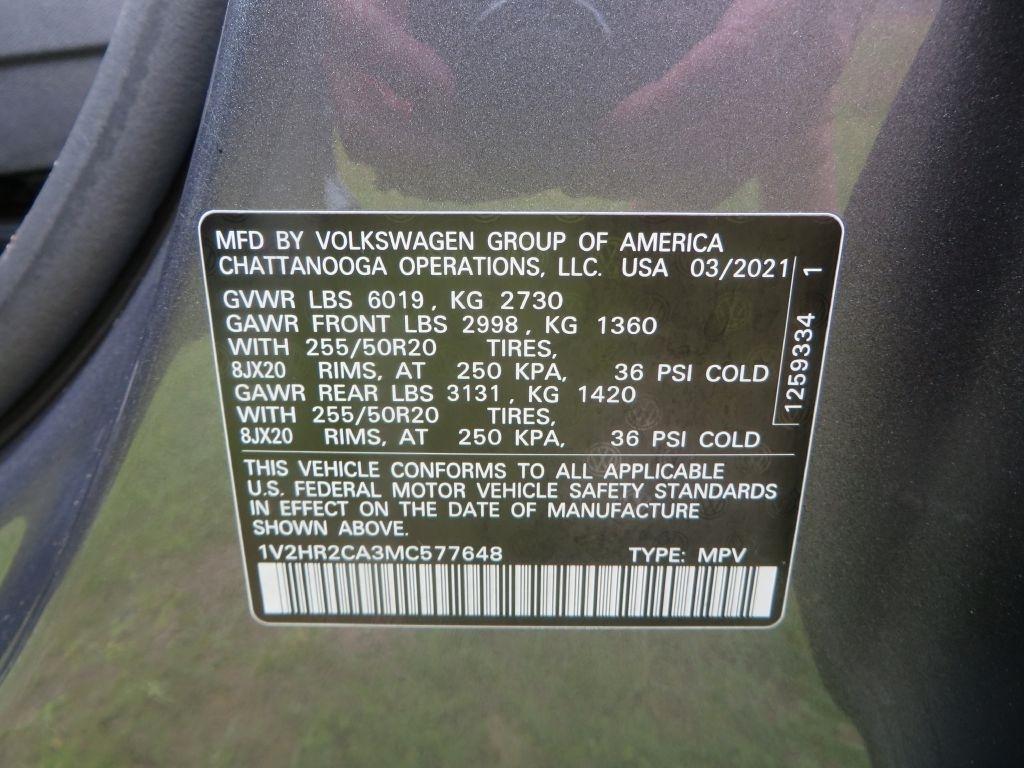 MFD BY VOLKSWAGEN GROUP OF AMERICA
CHATTANOOGA OPERATIONS, LLC. USA 03/2021
GVWR LBS 6019, KG 2730
GAWR FRONT LBS 2998, KG 1360
WITH 255/50R20 TIRES,
8JX20 RIMS, AT 250 KPA, 36 PSI COLD
GAWR REAR LBS 3131, KG 1420
WITH 255/50R20 TIRES,
8JX20 RIMS, AT 250 KPA, 36 PSI COLD
1259334 1
THIS VEHICLE CONFORMS TO ALL APPLICABLE
U.S. FEDERAL MOTOR VEHICLE SAFETY STANDARDS
IN EFFECT ON THE DATE OF MANUFACTURE
SHOWN ABOVE.
1V2HR2CA3MC577648 TYPE: MPV